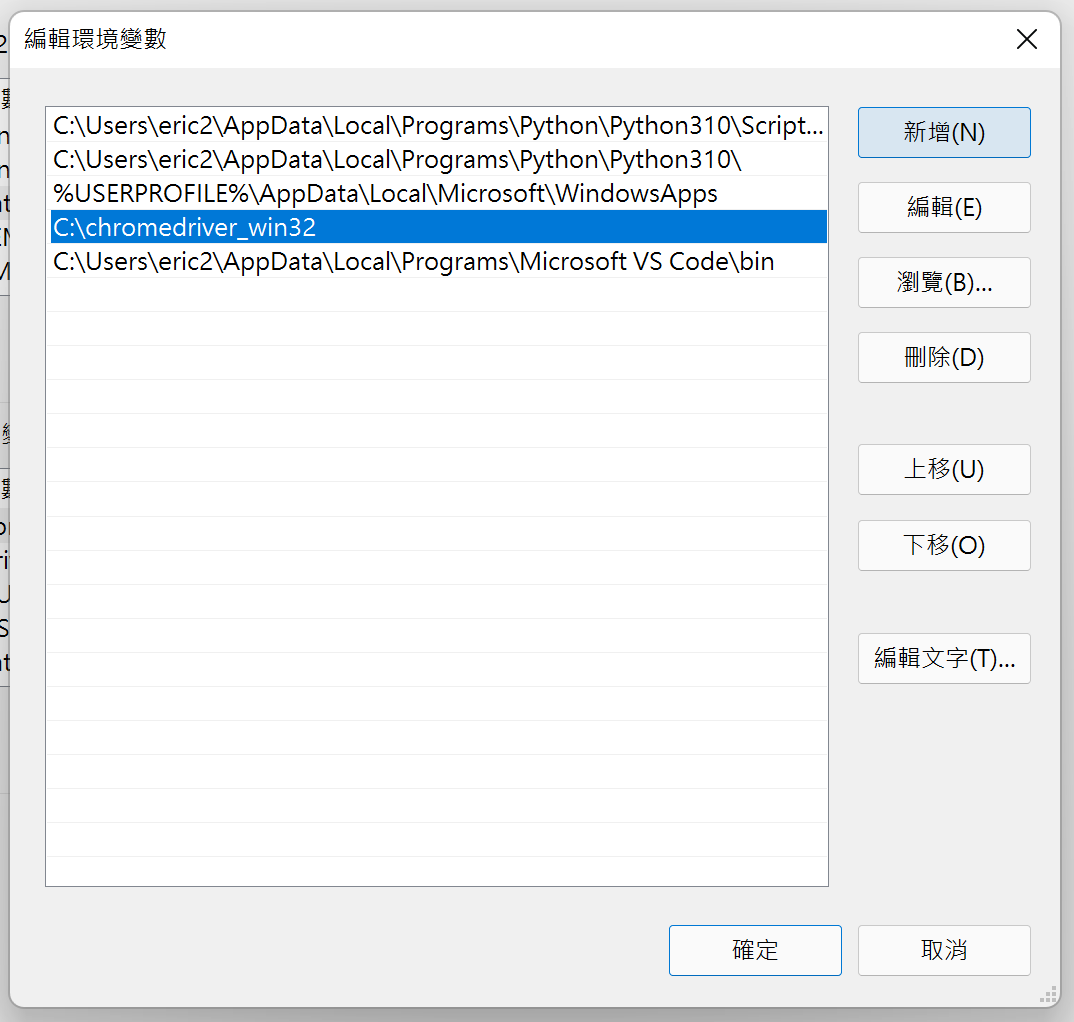 編輯環境變數
C:\Users\eric2\AppData\Local\Programs\Python\Python310\Script...
C:\Users\eric2\AppData\Local\Programs\Python\Python310\
%USERPROFILE%\AppData\Local\Microsoft\WindowsApps
C:\chromedriver_win32
C:\Users\eric2\AppData\Local\Programs\Microsoft VS Code\bin
新增(N)
編輯(E)
瀏覽(B)...
刪除(D)
上移(U)
下移(O)
編輯文字(T)...
確定
取消